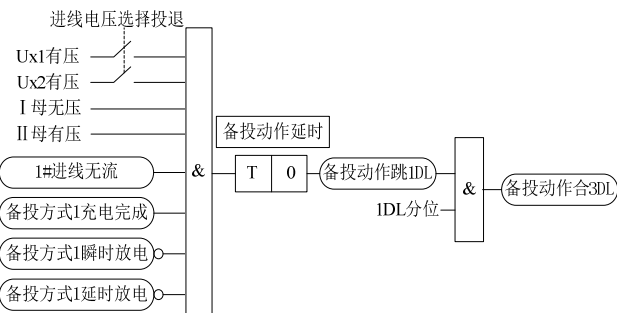 进线电压选择投退
Ux1有压
Ux2有压
Ⅰ母无压
Ⅱ母有压
1#进线无流
备投方式1充电完成
备投方式1瞬时放电
备投方式1延时放电
&
备投动作延时
T 0
备投动作跳1DL
1DL分位
&
备投动作合3DL